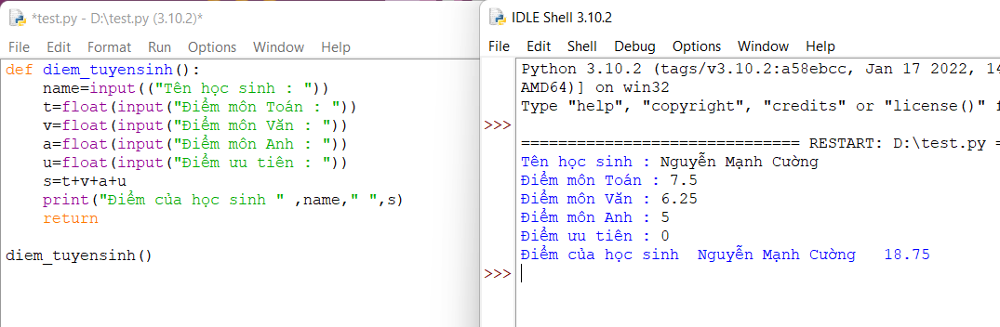 *test.py - D:\test.py (3.10.2)*
File Edit Format Run Options Window Help
def diem_tuyensinh():
    name=input(("Tên học sinh : "))
    t=float(input("Điểm môn Toán : "))
    v=float(input("Điểm môn Văn : "))
    a=float(input("Điểm môn Anh : "))
    u=float(input("Điểm ưu tiên : "))
    s=t+v+a+u
    print("Điểm của học sinh " ,name," ",s)
    return
diem_tuyensinh()
IDLE Shell 3.10.2
File Edit Shell Debug Options Window Help
Python 3.10.2 (tags/v3.10.2:a58ebcc, Jan 17 2022, 14
AMD64)] on win32
Type "help", "copyright", "credits" or "license()" f
>>>
============================== RESTART: D:\test.py =
Tên học sinh : Nguyễn Mạnh Cường
Điểm môn Toán : 7.5
Điểm môn Văn : 6.25
Điểm môn Anh : 5
Điểm ưu tiên : 0
Điểm của học sinh  Nguyễn Mạnh Cường   18.75
>>>